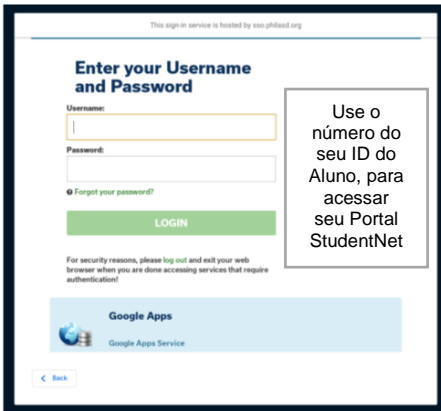 This sign-in service is hosted by sso.philasd.org
Enter your Username
and Password
Username:
Password:
Forgot your password?
LOGIN
For security reasons, please log out and exit your web
browser when you are done accessing services that require
authentication!
Google Apps
Google Apps Service
Back
Use o
número do
seu ID do
Aluno, para
acessar
seu Portal
StudentNet